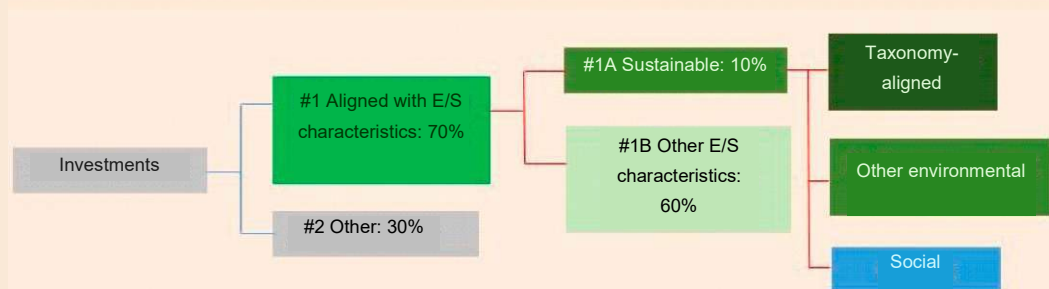 Investments
#1 Aligned with E/S
characteristics: 70%
#2 Other: 30%
#1A Sustainable: 10%
#1B Other E/S
characteristics:
60%
Taxonomy-
aligned
Other environmental
Social